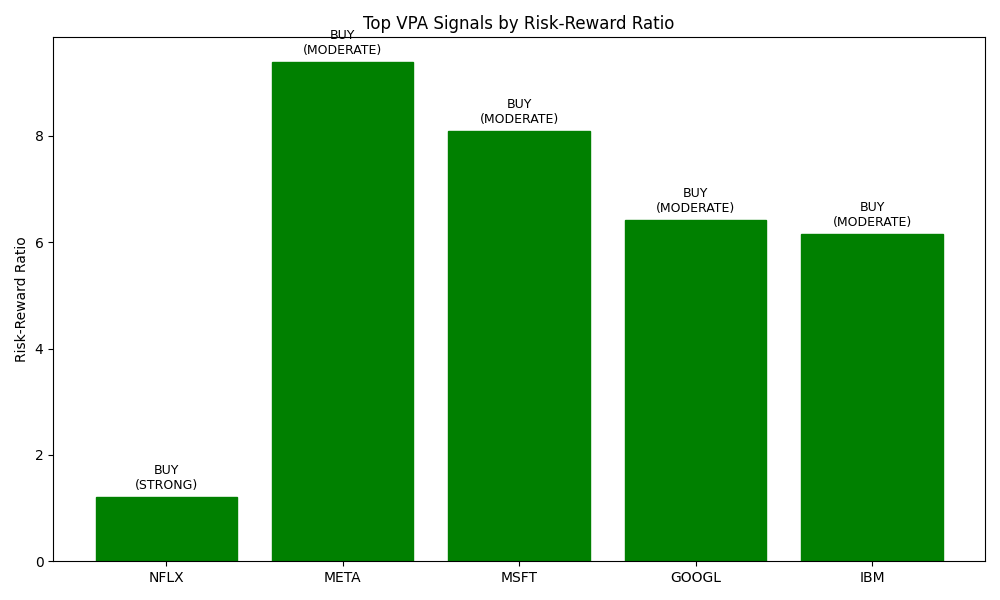 Top VPA Signals by Risk-Reward Ratio
BUY
(MODERATE)
BUY
(MODERATE)
BUY
(MODERATE)
BUY
(MODERATE)
BUY
(STRONG)
Risk-Reward Ratio
8
6
4
2
0
NFLX
META
MSFT
GOOGL
IBM